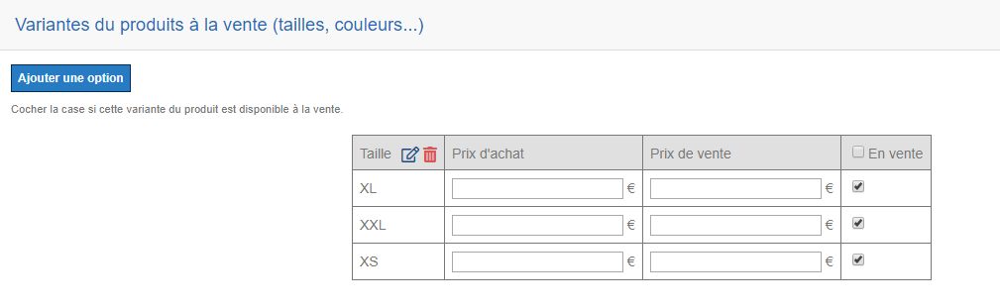 Variantes du produits à la vente (tailles, couleurs...)
Ajouter une option
Cocher la case si cette variante du produit est disponible à la vente.
Taille Prix d'achat Prix de vente En vente
XL € €
XXL € €
XS € €